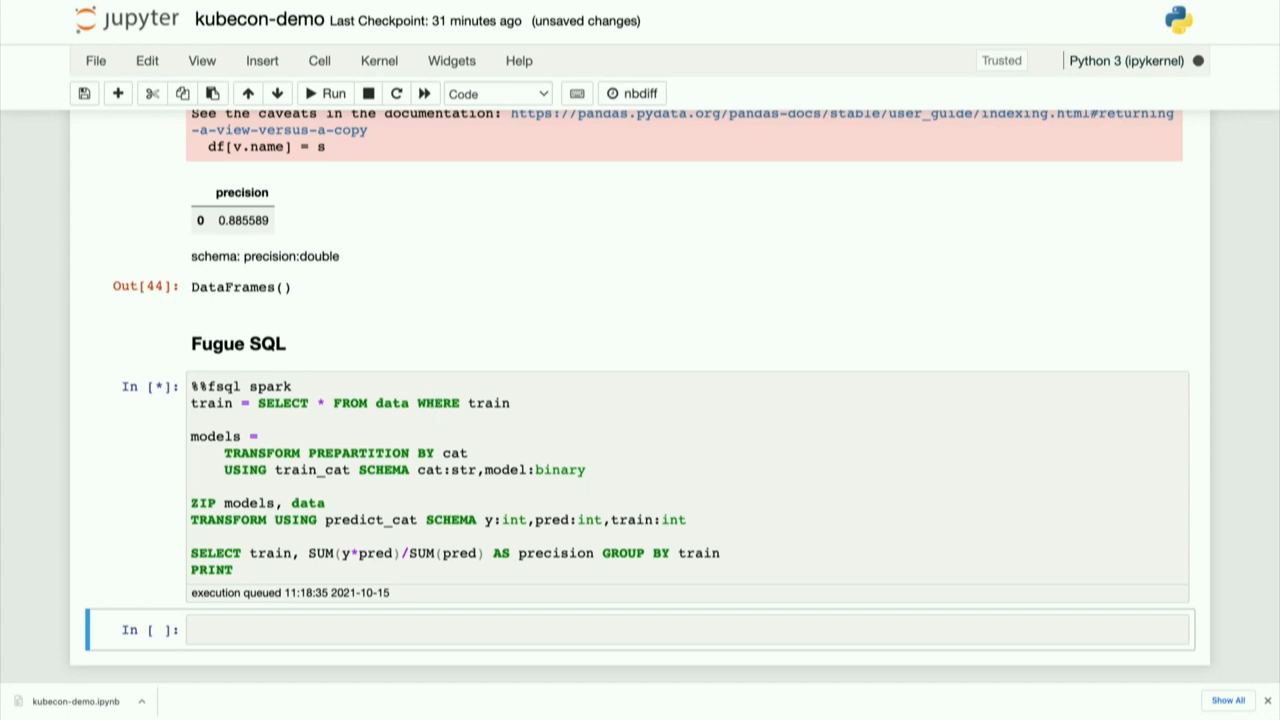 jupyter kubecon-demo Last Checkpoint: 31 minutes ago (unsaved changes)
File Edit View Insert Cell Kernel Widgets Help Trusted Python 3 (ipykernel)
Run Code nbdiff
See the caveats in the documentation: https://pandas.pydata.org/pandas-docs/stable/user_guide/indexing.html#returning
-a-view-versus-a-copy
df[v.name] = s
precision
0 0.885589
schema: precision:double
Out[44]: DataFrames()
Fugue SQL
In [*]: %%fsql spark
train = SELECT * FROM data WHERE train
models =
TRANSFORM PREPARTITION BY cat
USING train_cat SCHEMA cat:str,model:binary
ZIP models, data
TRANSFORM USING predict_cat SCHEMA y:int,pred:int,train:int
SELECT train, SUM(y*pred)/SUM(pred) AS precision GROUP BY train
PRINT
execution queued 11:18:35 2021-10-15
In [ ]:
kubecon-demo.ipynb Show All